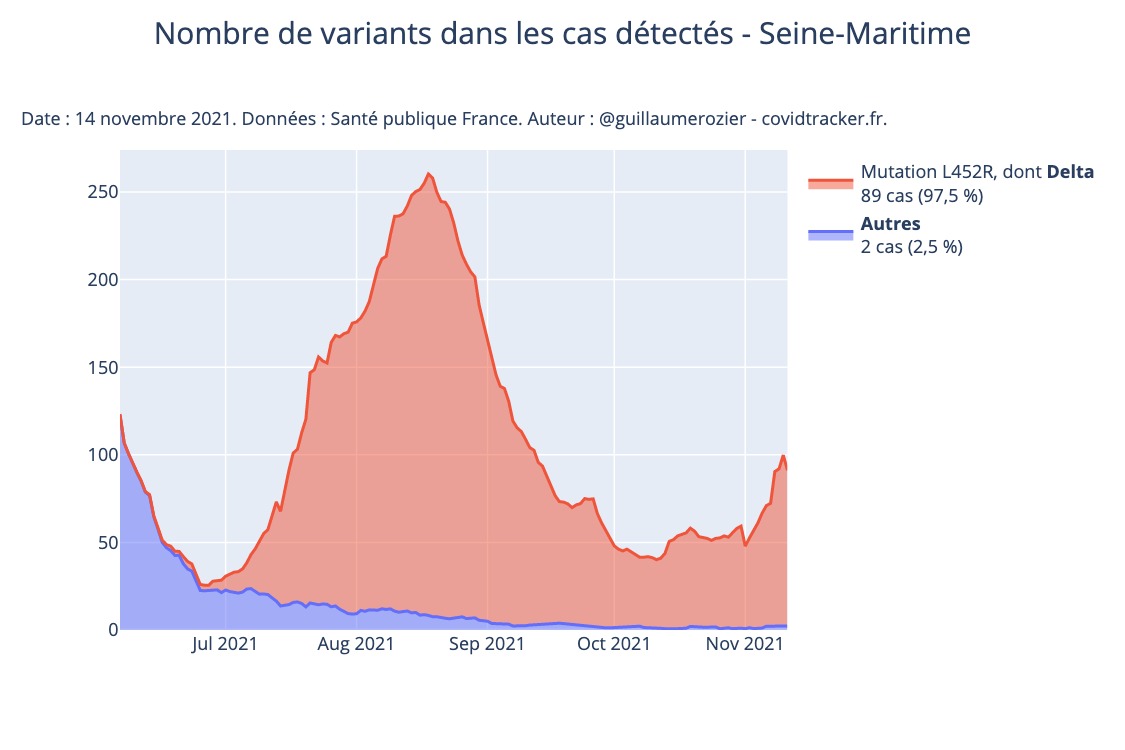 Nombre de variants dans les cas détectés - Seine-Maritime
Date : 14 novembre 2021. Données : Santé publique France. Auteur : @guillaumerozier - covidtracker.fr.
Mutation L452R, dont Delta
89 cas (97,5 %)
Autres
2 cas (2,5 %)
250
200
150
100
50
0
Jul 2021 Aug 2021 Sep 2021 Oct 2021 Nov 2021